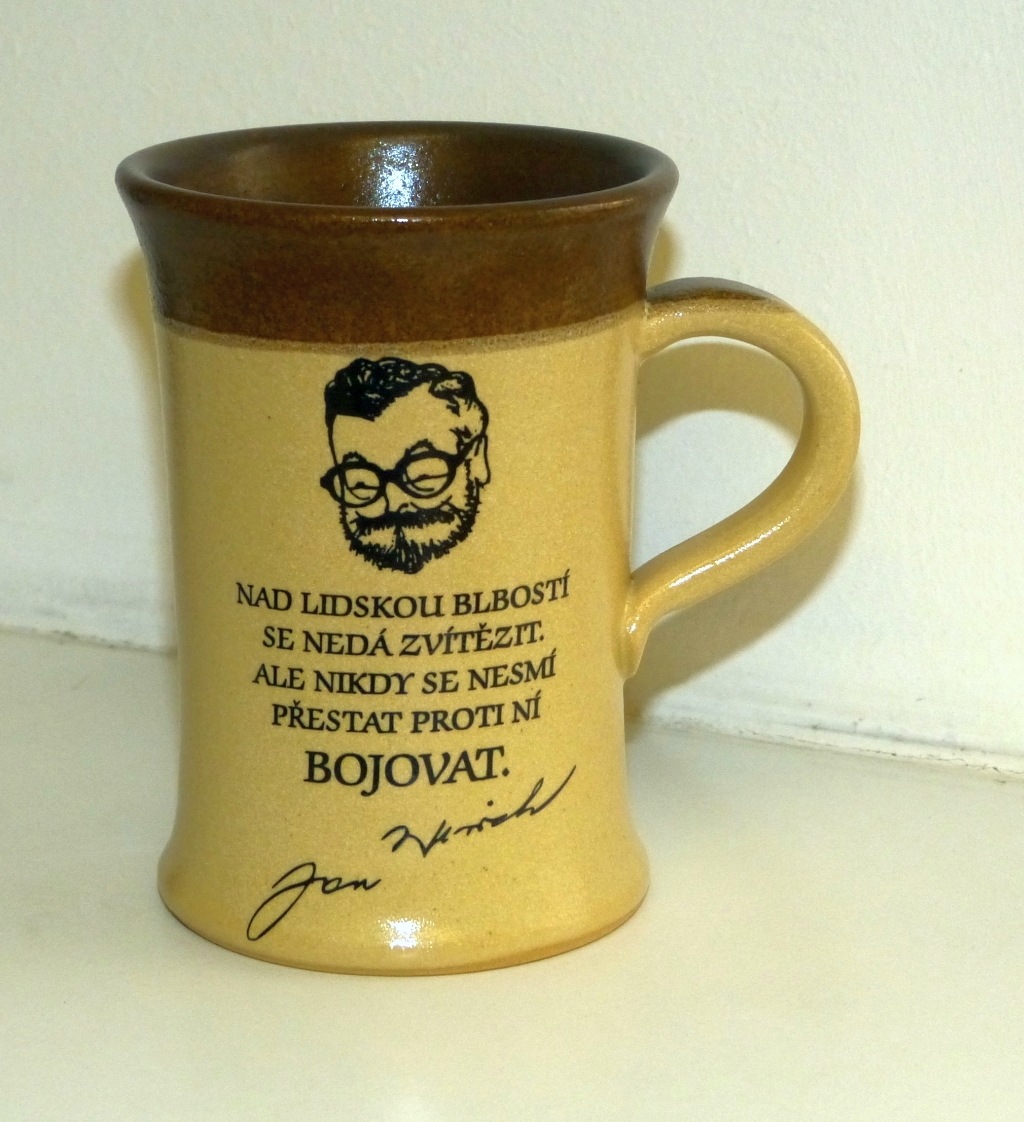 NAD LIDSKOU BLBOSTÍ
SE NEDÁ ZVÍTĚZIT.
ALE NIKDY SE NESMÍ
PŘESTAT PROTI NÍ
BOJOVAT.
Jan Werich